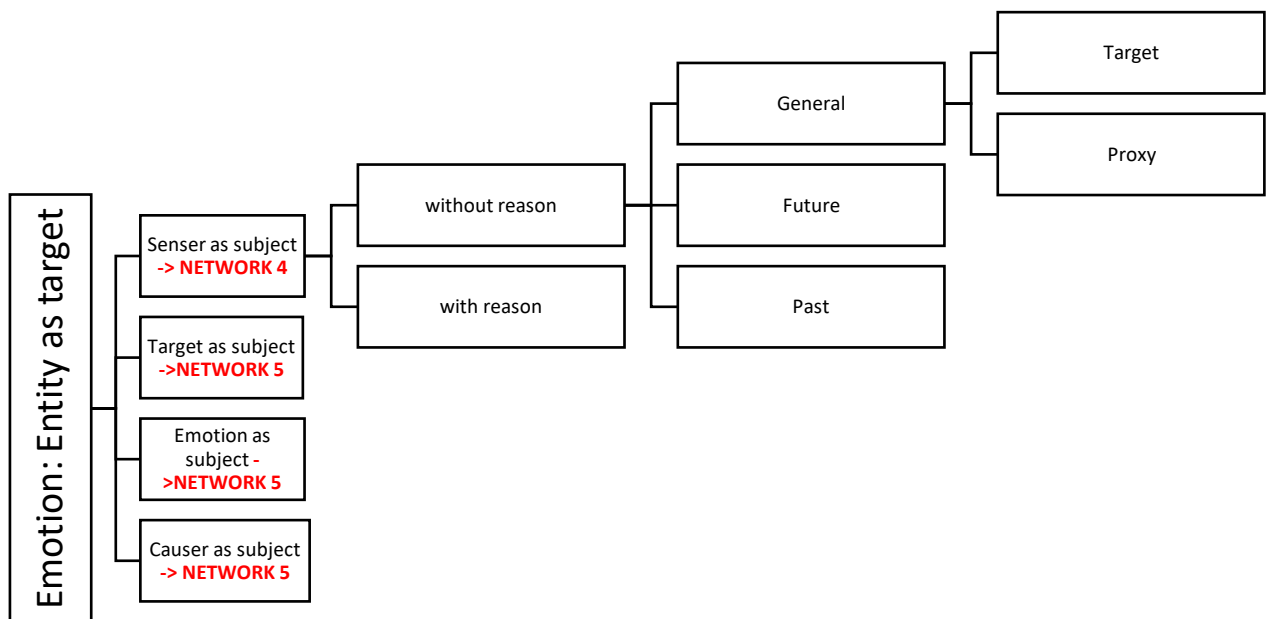 Emotion: Entity as target
Senser as subject
-> NETWORK 4
Target as subject
->NETWORK 5
Emotion as
subject -
>NETWORK 5
Causer as subject
-> NETWORK 5
without reason
with reason
General
Future
Past
Target
Proxy